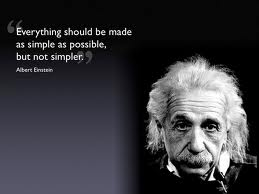 “Everything should be made
as simple as possible,
but not simpler.”
Albert Einstein